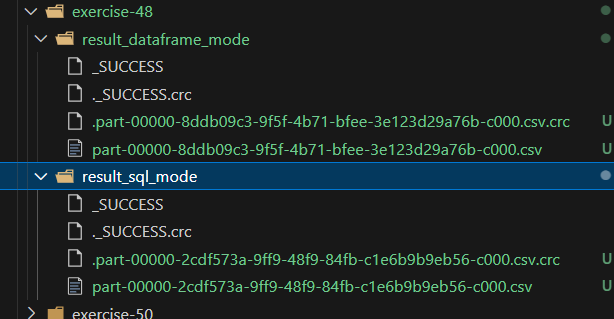 exercise-48
result_dataframe_mode
_SUCCESS
._SUCCESS.crc
.part-00000-8ddb09c3-9f5f-4b71-bfee-3e123d29a76b-c000.csv.crc U
part-00000-8ddb09c3-9f5f-4b71-bfee-3e123d29a76b-c000.csv U
result_sql_mode
_SUCCESS
._SUCCESS.crc
.part-00000-2cdf573a-9ff9-48f9-84fb-c1e6b9b9eb56-c000.csv.crc U
part-00000-2cdf573a-9ff9-48f9-84fb-c1e6b9b9eb56-c000.csv U
exercise-50